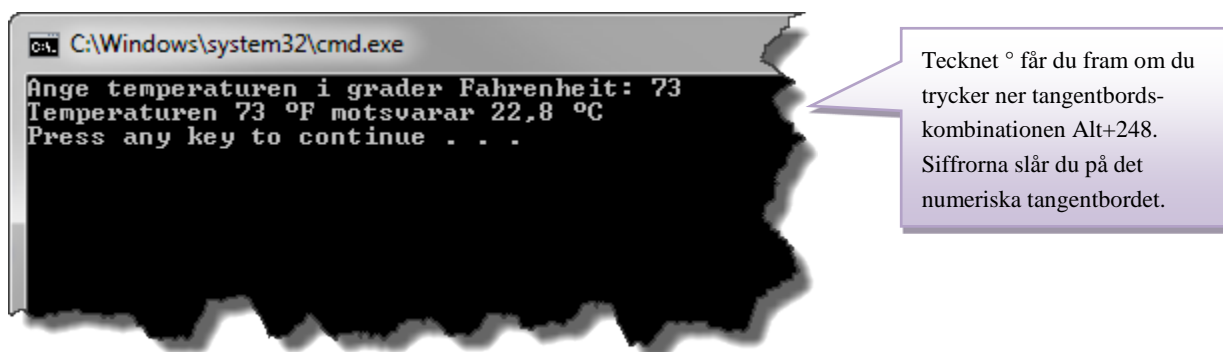 C:\Windows\system32\cmd.exe
Ange temperaturen i grader Fahrenheit: 73
Temperaturen 73 ºF motsvarar 22,8 ºC
Press any key to continue . . .
Tecknet ° får du fram om du
trycker ner tangentbords-
kombinationen Alt+248.
Siffrorna slår du på det
numeriska tangentbordet.